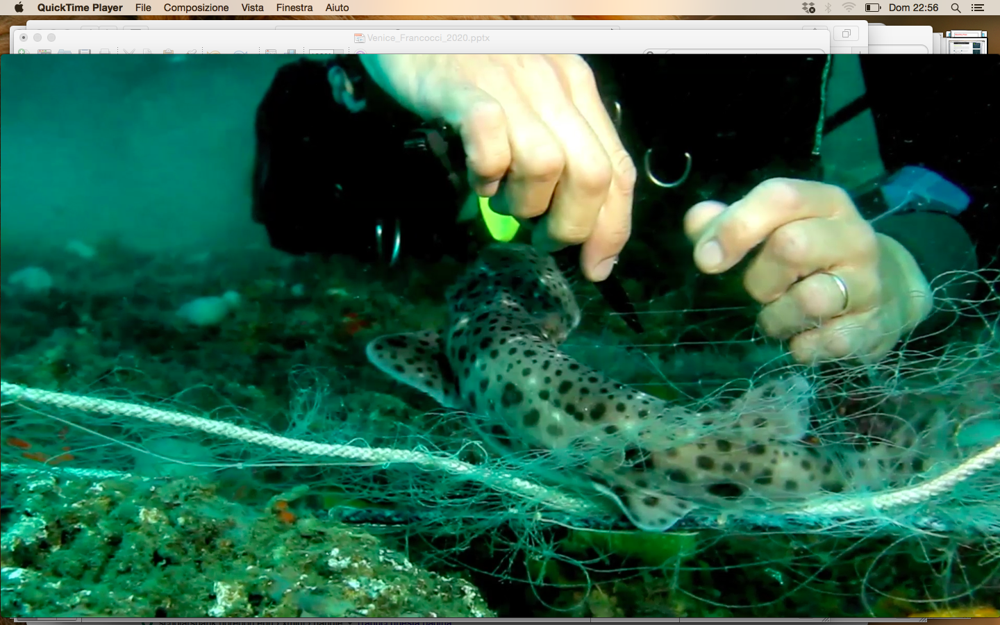 QuickTime Player File Composizione Vista Finestra Aiuto Dom 22:56
Venice_Francocci_2020.pptx